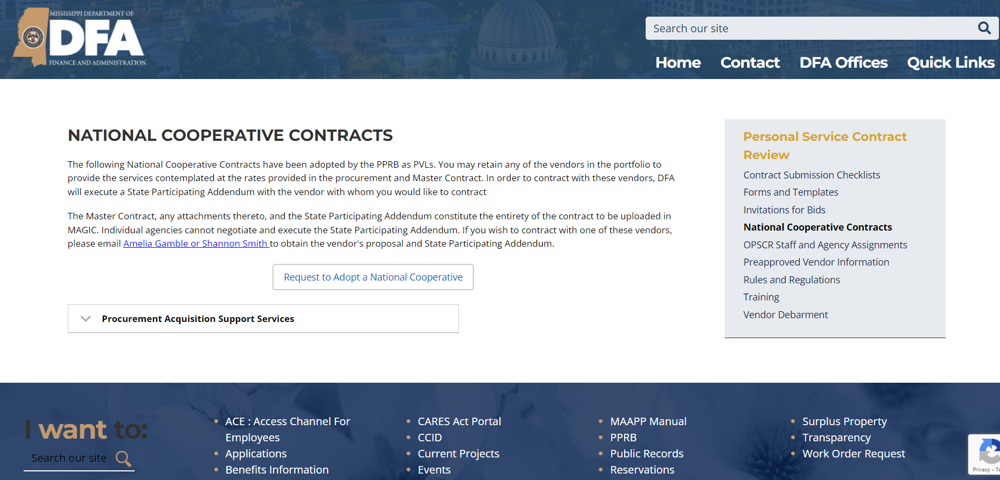 MISSISSIPPI DEPARTMENT OF
DFA
FINANCE AND ADMINISTRATION
Search our site
Home Contact DFA Offices Quick Links
NATIONAL COOPERATIVE CONTRACTS
The following National Cooperative Contracts have been adopted by the PPRB as PVLs. You may retain any of the vendors in the portfolio to
provide the services contemplated at the rates provided in the procurement and Master Contract. In order to contract with these vendors, DFA
will execute a State Participating Addendum with the vendor with whom you would like to contract
The Master Contract, any attachments thereto, and the State Participating Addendum constitute the entirety of the contract to be uploaded in
MAGIC. Individual agencies cannot negotiate and execute the State Participating Addendum. If you wish to contract with one of these vendors,
please email Amelia Gamble or Shannon Smith to obtain the vendor's proposal and State Participating Addendum.
Request to Adopt a National Cooperative
Procurement Acquisition Support Services
Personal Service Contract
Review
Contract Submission Checklists
Forms and Templates
Invitations for Bids
National Cooperative Contracts
OPSCR Staff and Agency Assignments
Preapproved Vendor Information
Rules and Regulations
Training
Vendor Debarment
I want to:
Search our site
ACE : Access Channel For
Employees
Applications
Benefits Information
CARES Act Portal
CCID
Current Projects
Events
MAAPP Manual
PPRB
Public Records
Reservations
Surplus Property
Transparency
Work Order Request
Privacy -